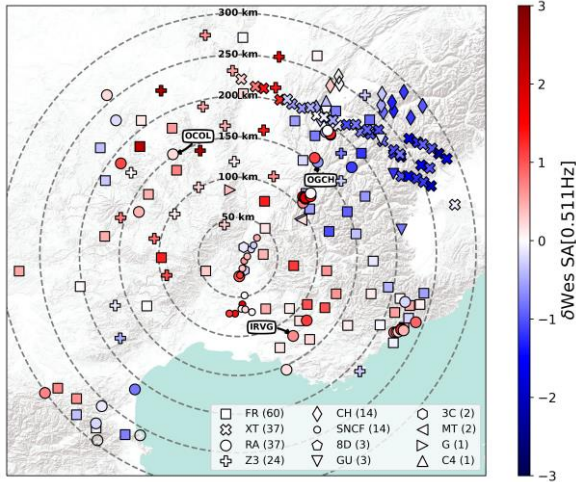 300 km
250 km
200 km
150 km
100 km
50 km
OCOL
OGCH
IRVG
FR (60)
XT (37)
RA (37)
Z3 (24)
CH (14)
SNCF (14)
8D (3)
GU (3)
3C (2)
MT (2)
G (1)
C4 (1)
3
2
1
0
−1
−2
−3
δWes SA[0.511Hz]